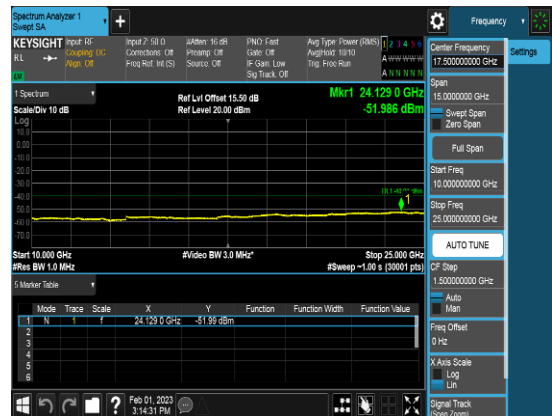 Spectrum Analyzer 1
Swept SA
Frequency
KEYSIGHT
Input: RF
Coupling: DC
Align: Off
Input Z: 50 Ω
Corrections: Off
Freq Ref: Int (S)
#Atten: 16 dB
Preamp: Off
Source: Off
PNO: Fast
Gate: Off
IF Gain: Low
Sig Track: Off
Avg Type: Power (RMS)
Avg|Hold: 10/10
Trig: Free Run
1 2 3 4 5 6
A W W W W W
A N N N N N
RL
LW
1 Spectrum
Scale/Div 10 dB
Ref Lvl Offset 15.50 dB
Ref Level 20.00 dBm
Mkr1 24.129 0 GHz
-51.986 dBm
Log
10.0
0.00
-10.0
-20.0
-30.0
-40.0
-50.0
-60.0
-70.0
1
Start 10.000 GHz
#Video BW 3.0 MHz*
Stop 25.000 GHz
#Res BW 1.0 MHz
#Sweep ~1.00 s (30001 pts)
5 Marker Table
Mode Trace Scale X Y Function Function Width Function Value
1 N 1 f 24.129 0 GHz -51.99 dBm
2
3
4
5
6
Feb 01, 2023
3:14:31 PM
Center Frequency
17.500000000 GHz
Settings
Span
15.0000000 GHz
Swept Span
Zero Span
Full Span
Start Freq
10.000000000 GHz
Stop Freq
25.000000000 GHz
AUTO TUNE
CF Step
1.500000000 GHz
Auto
Man
Freq Offset
0 Hz
X Axis Scale
Log
Lin
Signal Track
(Span Zoom)